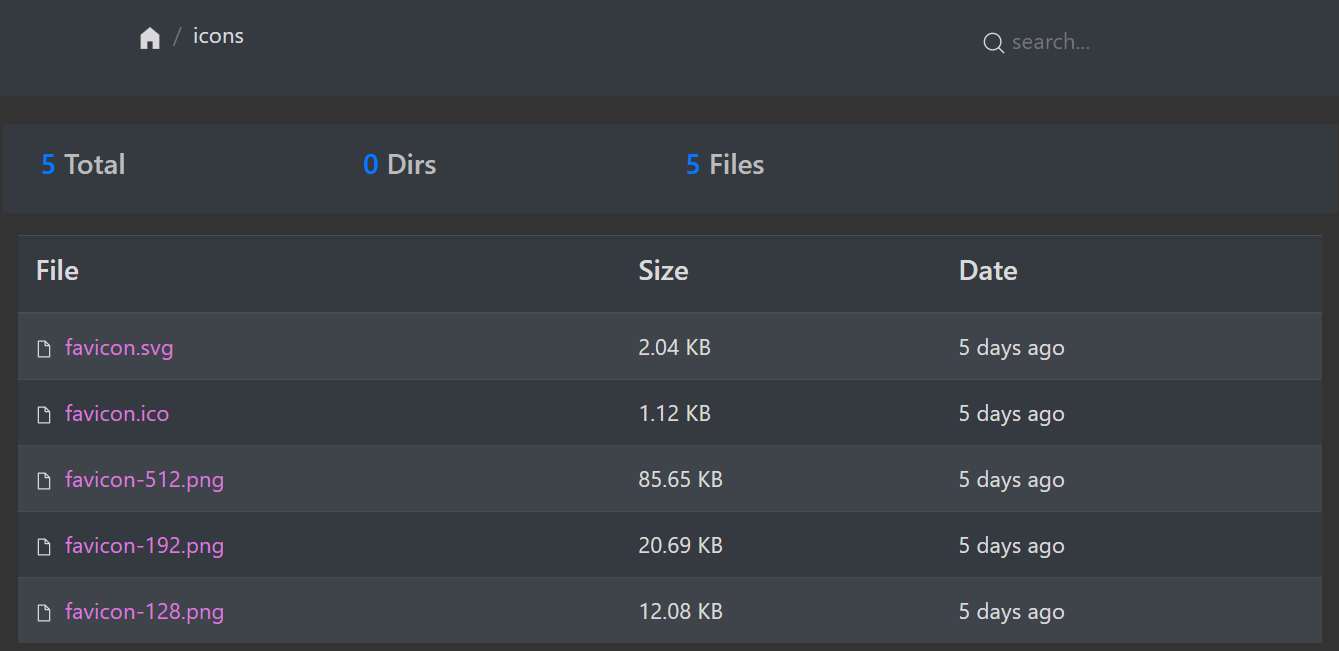 / icons
search...
5 Total 0 Dirs 5 Files
File Size Date
favicon.svg 2.04 KB 5 days ago
favicon.ico 1.12 KB 5 days ago
favicon-512.png 85.65 KB 5 days ago
favicon-192.png 20.69 KB 5 days ago
favicon-128.png 12.08 KB 5 days ago